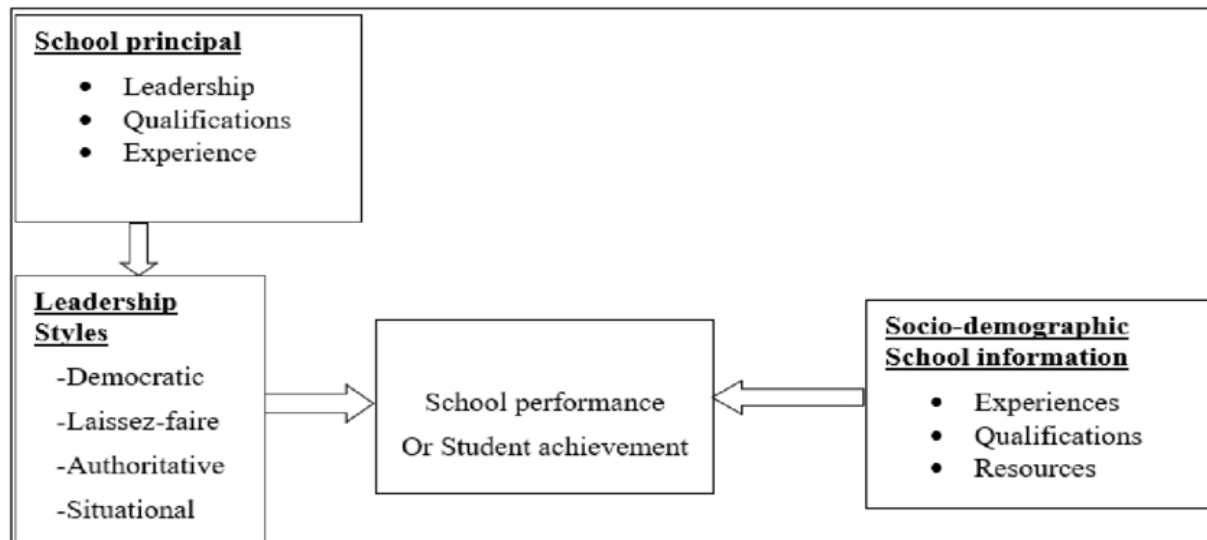 School principal
• Leadership
• Qualifications
• Experience
Leadership
Styles
-Democratic
-Laissez-faire
-Authoritative
-Situational
School performance
Or Student achievement
Socio-demographic
School information
• Experiences
• Qualifications
• Resources